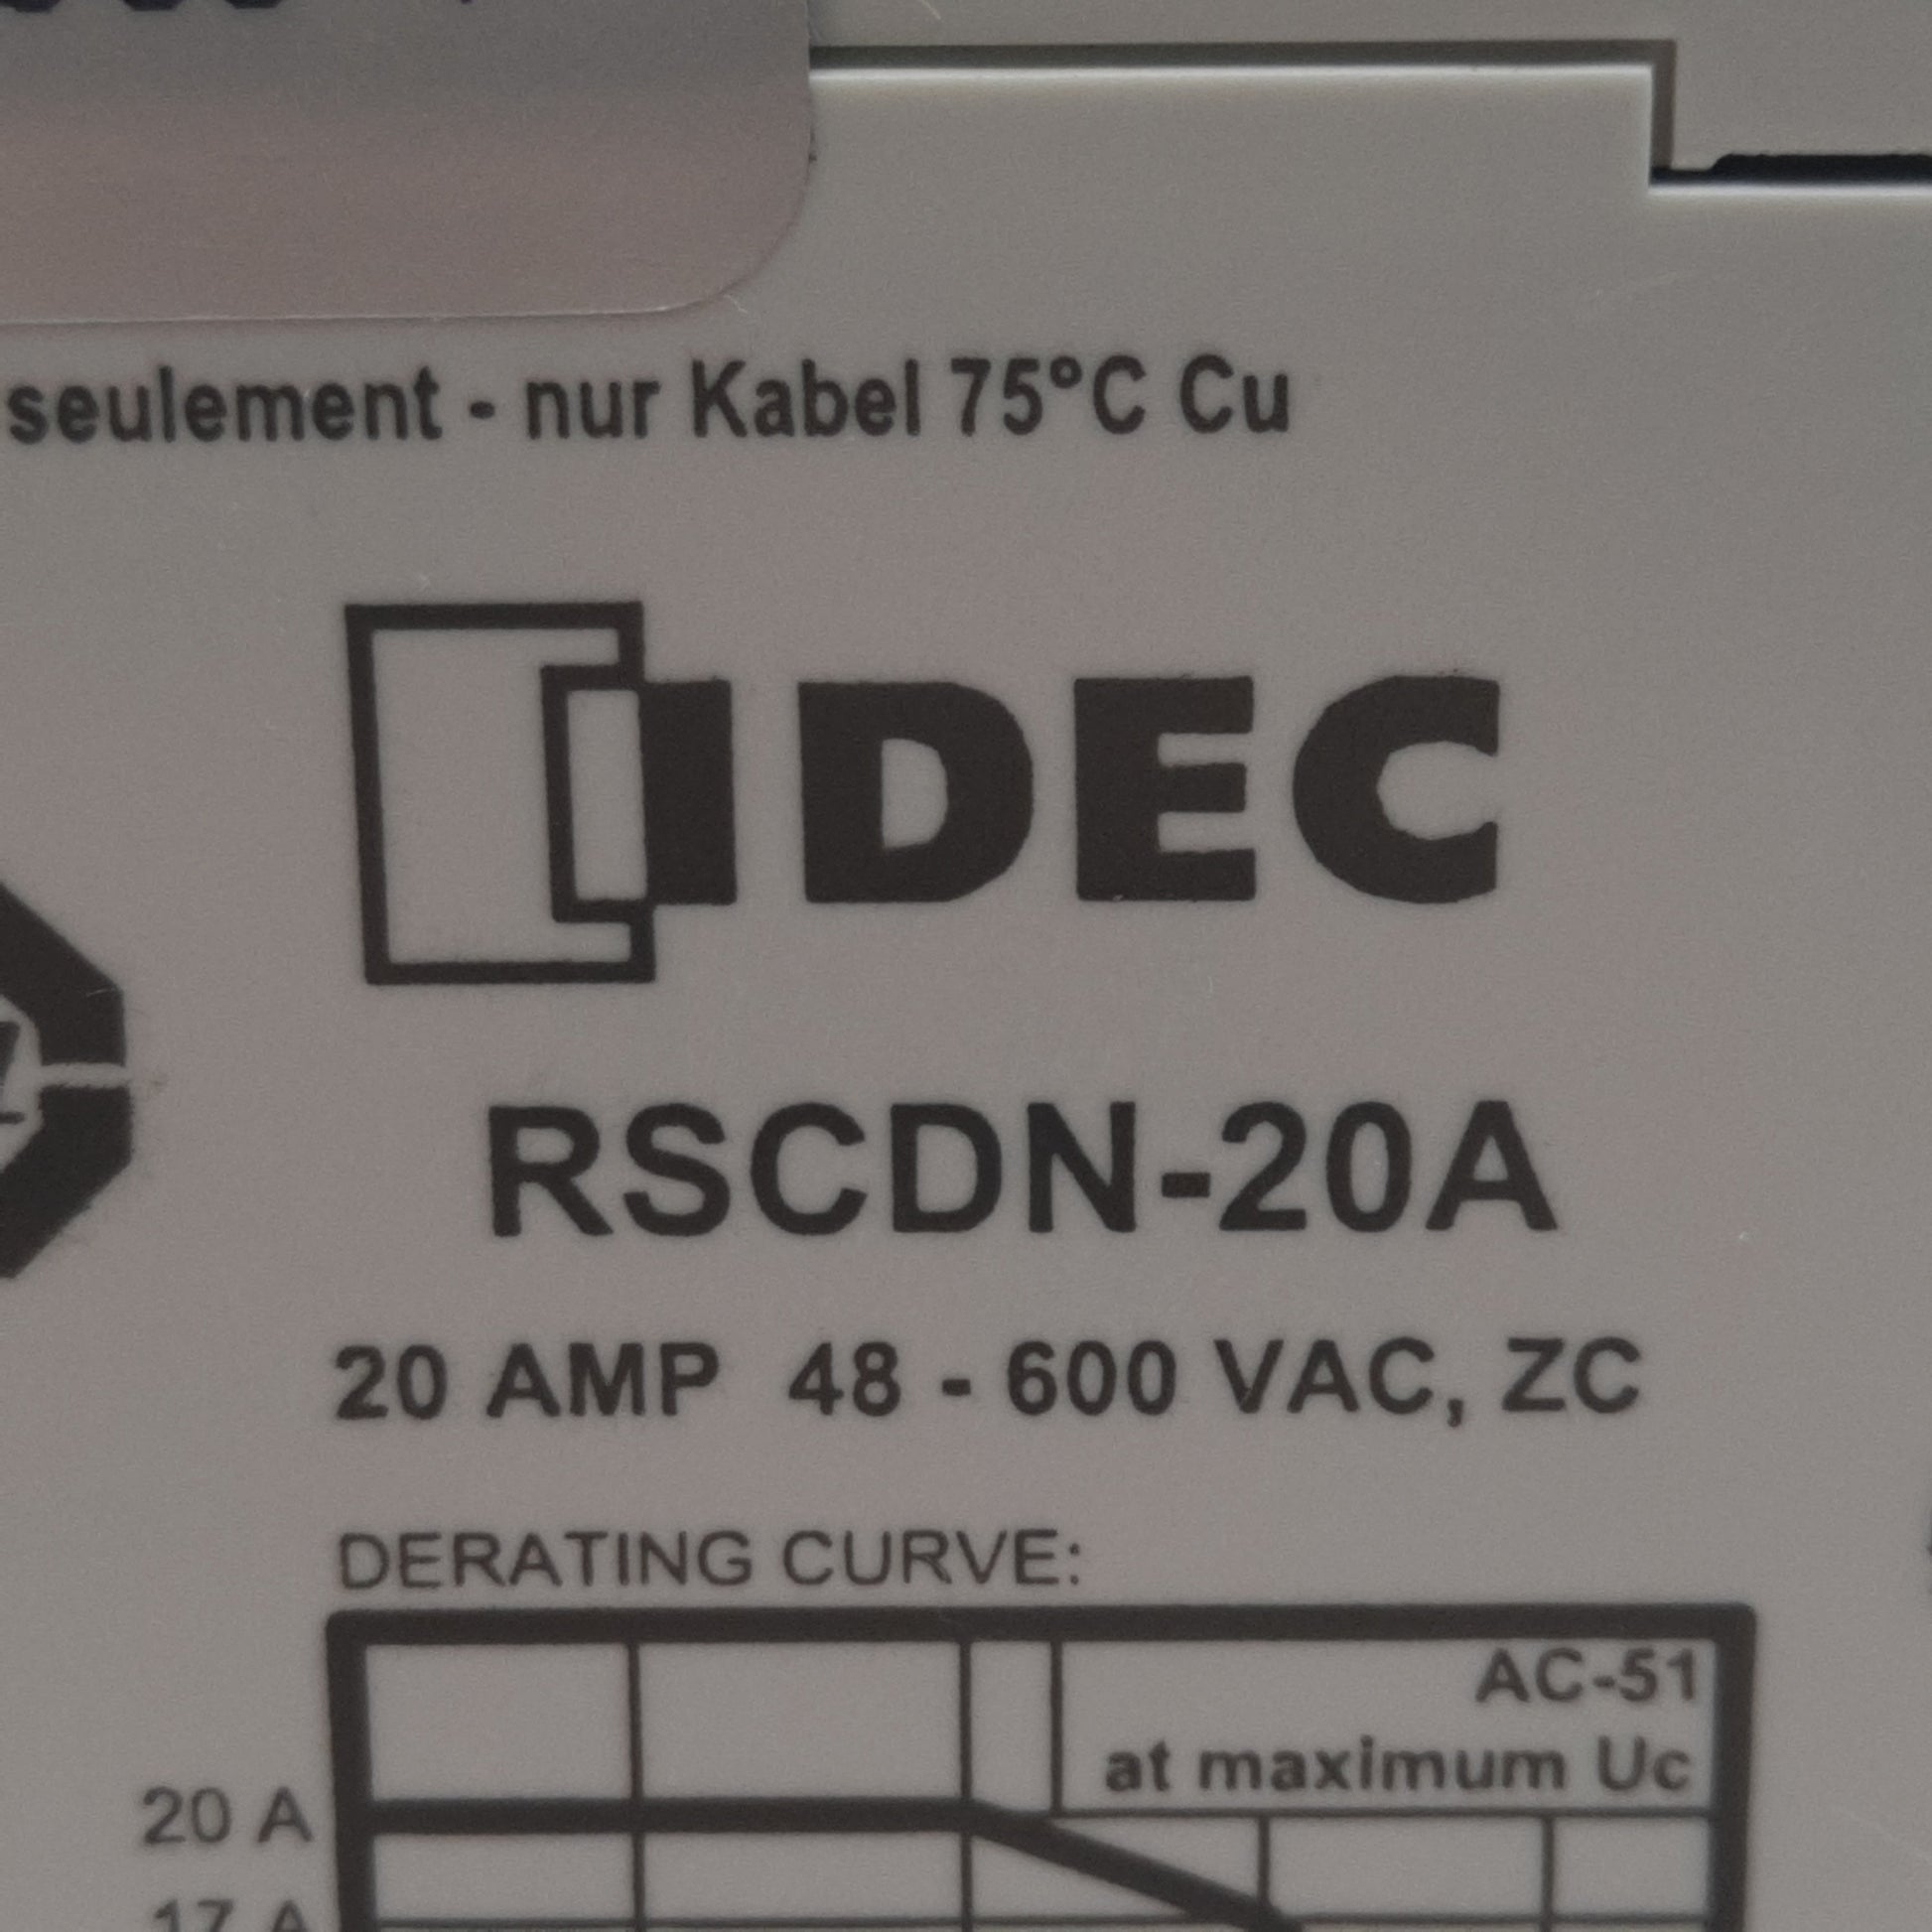 seulement - nur Kabel 75°C Cu
IDEC
RSCDN-20A
20 AMP 48 - 600 VAC, ZC
DERATING CURVE:
AC-51
at maximum Uc
20 A
17 A